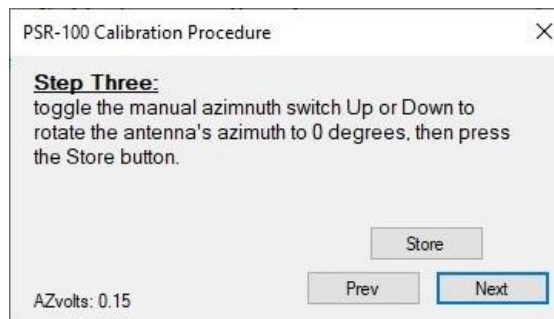 PSR-100 Calibration Procedure
Step Three:
toggle the manual azimnuth switch Up or Down to
rotate the antenna's azimuth to 0 degrees, then press
the Store button.
Store
AZvolts: 0.15
Prev
Next